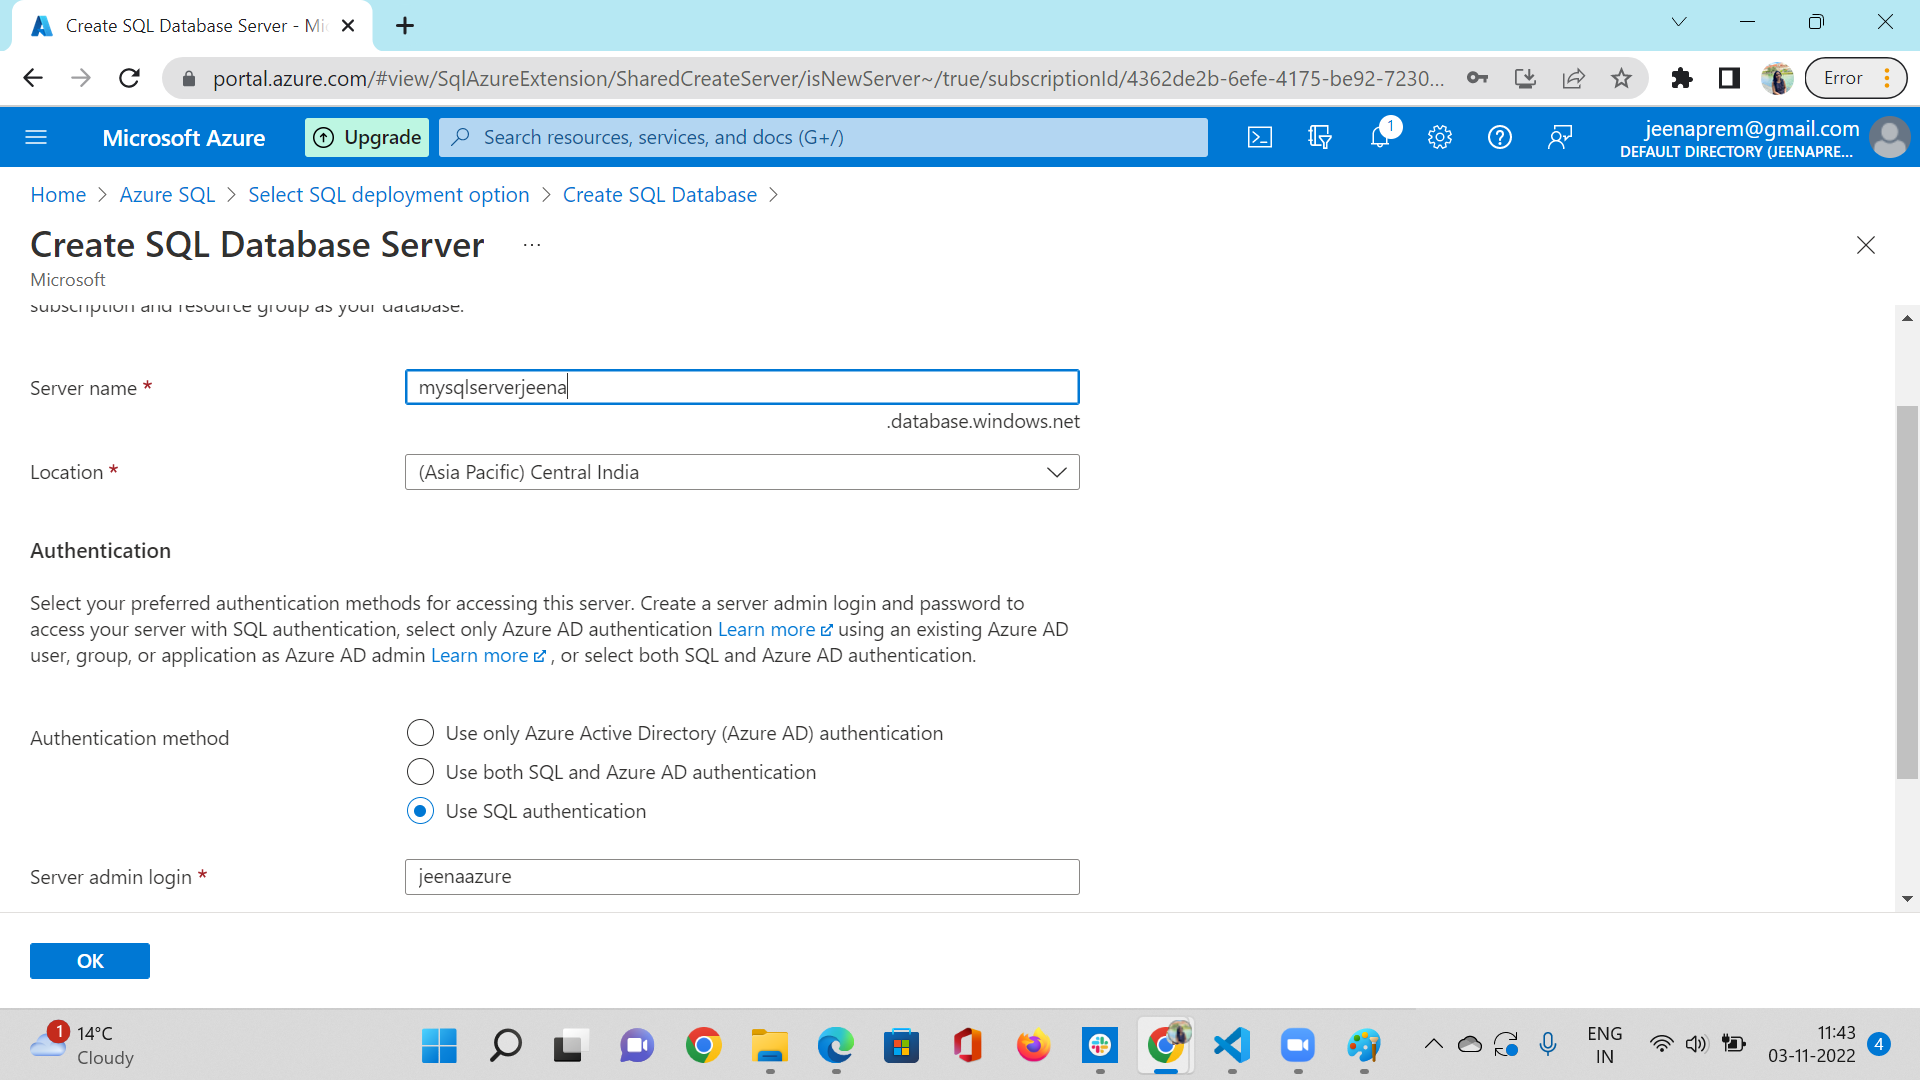 Create SQL Database Server - Mi
portal.azure.com/#view/SqlAzureExtension/SharedCreateServer/isNewServer~/true/subscriptionId/4362de2b-6efe-4175-be92-7230...
Error
Microsoft Azure
Upgrade
Search resources, services, and docs (G+/)
1
jeenaprem@gmail.com
DEFAULT DIRECTORY (JEENAPRE...
Home > Azure SQL > Select SQL deployment option > Create SQL Database >
Create SQL Database Server ...
Microsoft
subscription and resource group as your database.
Server name *
mysqlserverjeena
.database.windows.net
Location *
(Asia Pacific) Central India
Authentication
Select your preferred authentication methods for accessing this server. Create a server admin login and password to
access your server with SQL authentication, select only Azure AD authentication Learn more using an existing Azure AD
user, group, or application as Azure AD admin Learn more , or select both SQL and Azure AD authentication.
Authentication method
Use only Azure Active Directory (Azure AD) authentication
Use both SQL and Azure AD authentication
Use SQL authentication
Server admin login *
jeenaazure
OK
1
14°C
Cloudy
ENG
IN
11:43
03-11-2022
4